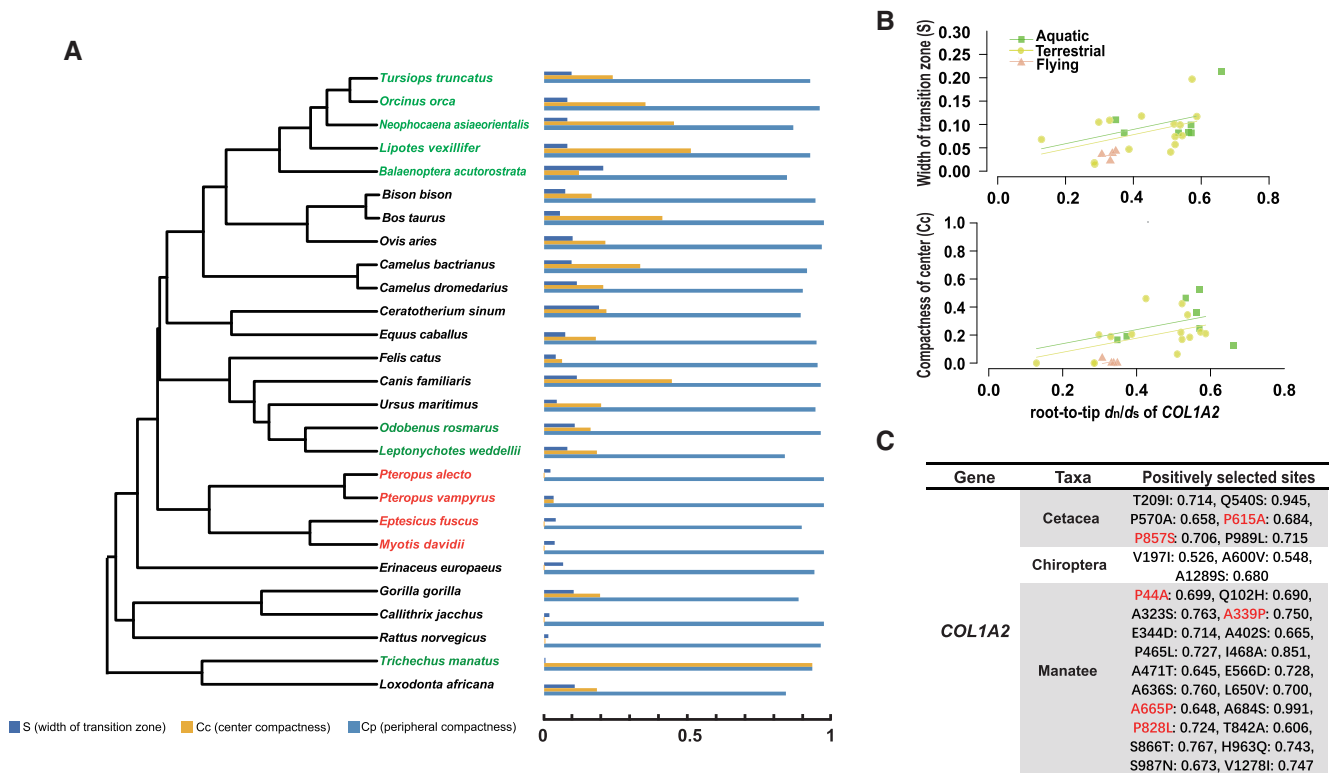 A
Tursiops truncatus
Orcinus orca
Neophocaena asiaeorientalis
Lipotes vexillifer
Balaenoptera acutorostrata
Bison bison
Bos taurus
Ovis aries
Camelus bactrianus
Camelus dromedarius
Ceratotherium sinum
Equus caballus
Felis catus
Canis familiaris
Ursus maritimus
Odobenus rosmarus
Leptonychotes weddellii
Pteropus alecto
Pteropus vampyrus
Eptesicus fuscus
Myotis davidii
Erinaceus europaeus
Gorilla gorilla
Callithrix jacchus
Rattus norvegicus
Trichechus manatus
Loxodonta africana
S (width of transition zone) Cc (center compactness) Cp (peripheral compactness)
0 0.5 1
B
Width of transition zone (S)
0.30
0.25
0.20
0.15
0.10
0.05
0.00
Aquatic
Terrestrial
Flying
0.0 0.2 0.4 0.6 0.8
Compactness of center (Cc)
1.0
0.8
0.6
0.4
0.2
0.0
0.0 0.2 0.4 0.6 0.8
root-to-tip dn/ds of COL1A2
C
Gene Taxa Positively selected sites
COL1A2
Cetacea
T209I: 0.714, Q540S: 0.945,
P570A: 0.658, P615A: 0.684,
P857S: 0.706, P989L: 0.715
Chiroptera
V197I: 0.526, A600V: 0.548,
A1289S: 0.680
Manatee
P44A: 0.699, Q102H: 0.690,
A323S: 0.763, A339P: 0.750,
E344D: 0.714, A402S: 0.665,
P465L: 0.727, I468A: 0.851,
A471T: 0.645, E566D: 0.728,
A636S: 0.760, L650V: 0.700,
A665P: 0.648, A684S: 0.991,
P828L: 0.724, T842A: 0.606,
S866T: 0.767, H963Q: 0.743,
S987N: 0.673, V1278I: 0.747